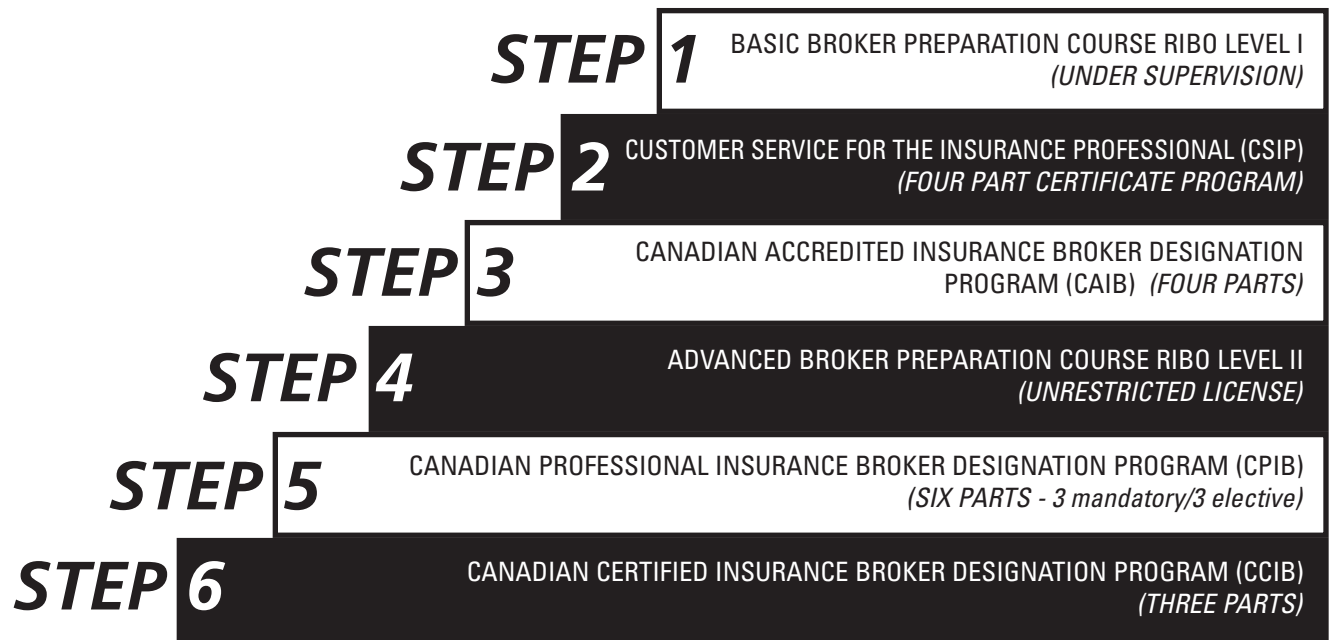 STEP 1 BASIC BROKER PREPARATION COURSE RIBO LEVEL I
(UNDER SUPERVISION)
STEP 2 CUSTOMER SERVICE FOR THE INSURANCE PROFESSIONAL (CSIP)
(FOUR PART CERTIFICATE PROGRAM)
STEP 3 CANADIAN ACCREDITED INSURANCE BROKER DESIGNATION
PROGRAM (CAIB) (FOUR PARTS)
STEP 4 ADVANCED BROKER PREPARATION COURSE RIBO LEVEL II
(UNRESTRICTED LICENSE)
STEP 5 CANADIAN PROFESSIONAL INSURANCE BROKER DESIGNATION PROGRAM (CPIB)
(SIX PARTS - 3 mandatory/3 elective)
STEP 6 CANADIAN CERTIFIED INSURANCE BROKER DESIGNATION PROGRAM (CCIB)
(THREE PARTS)